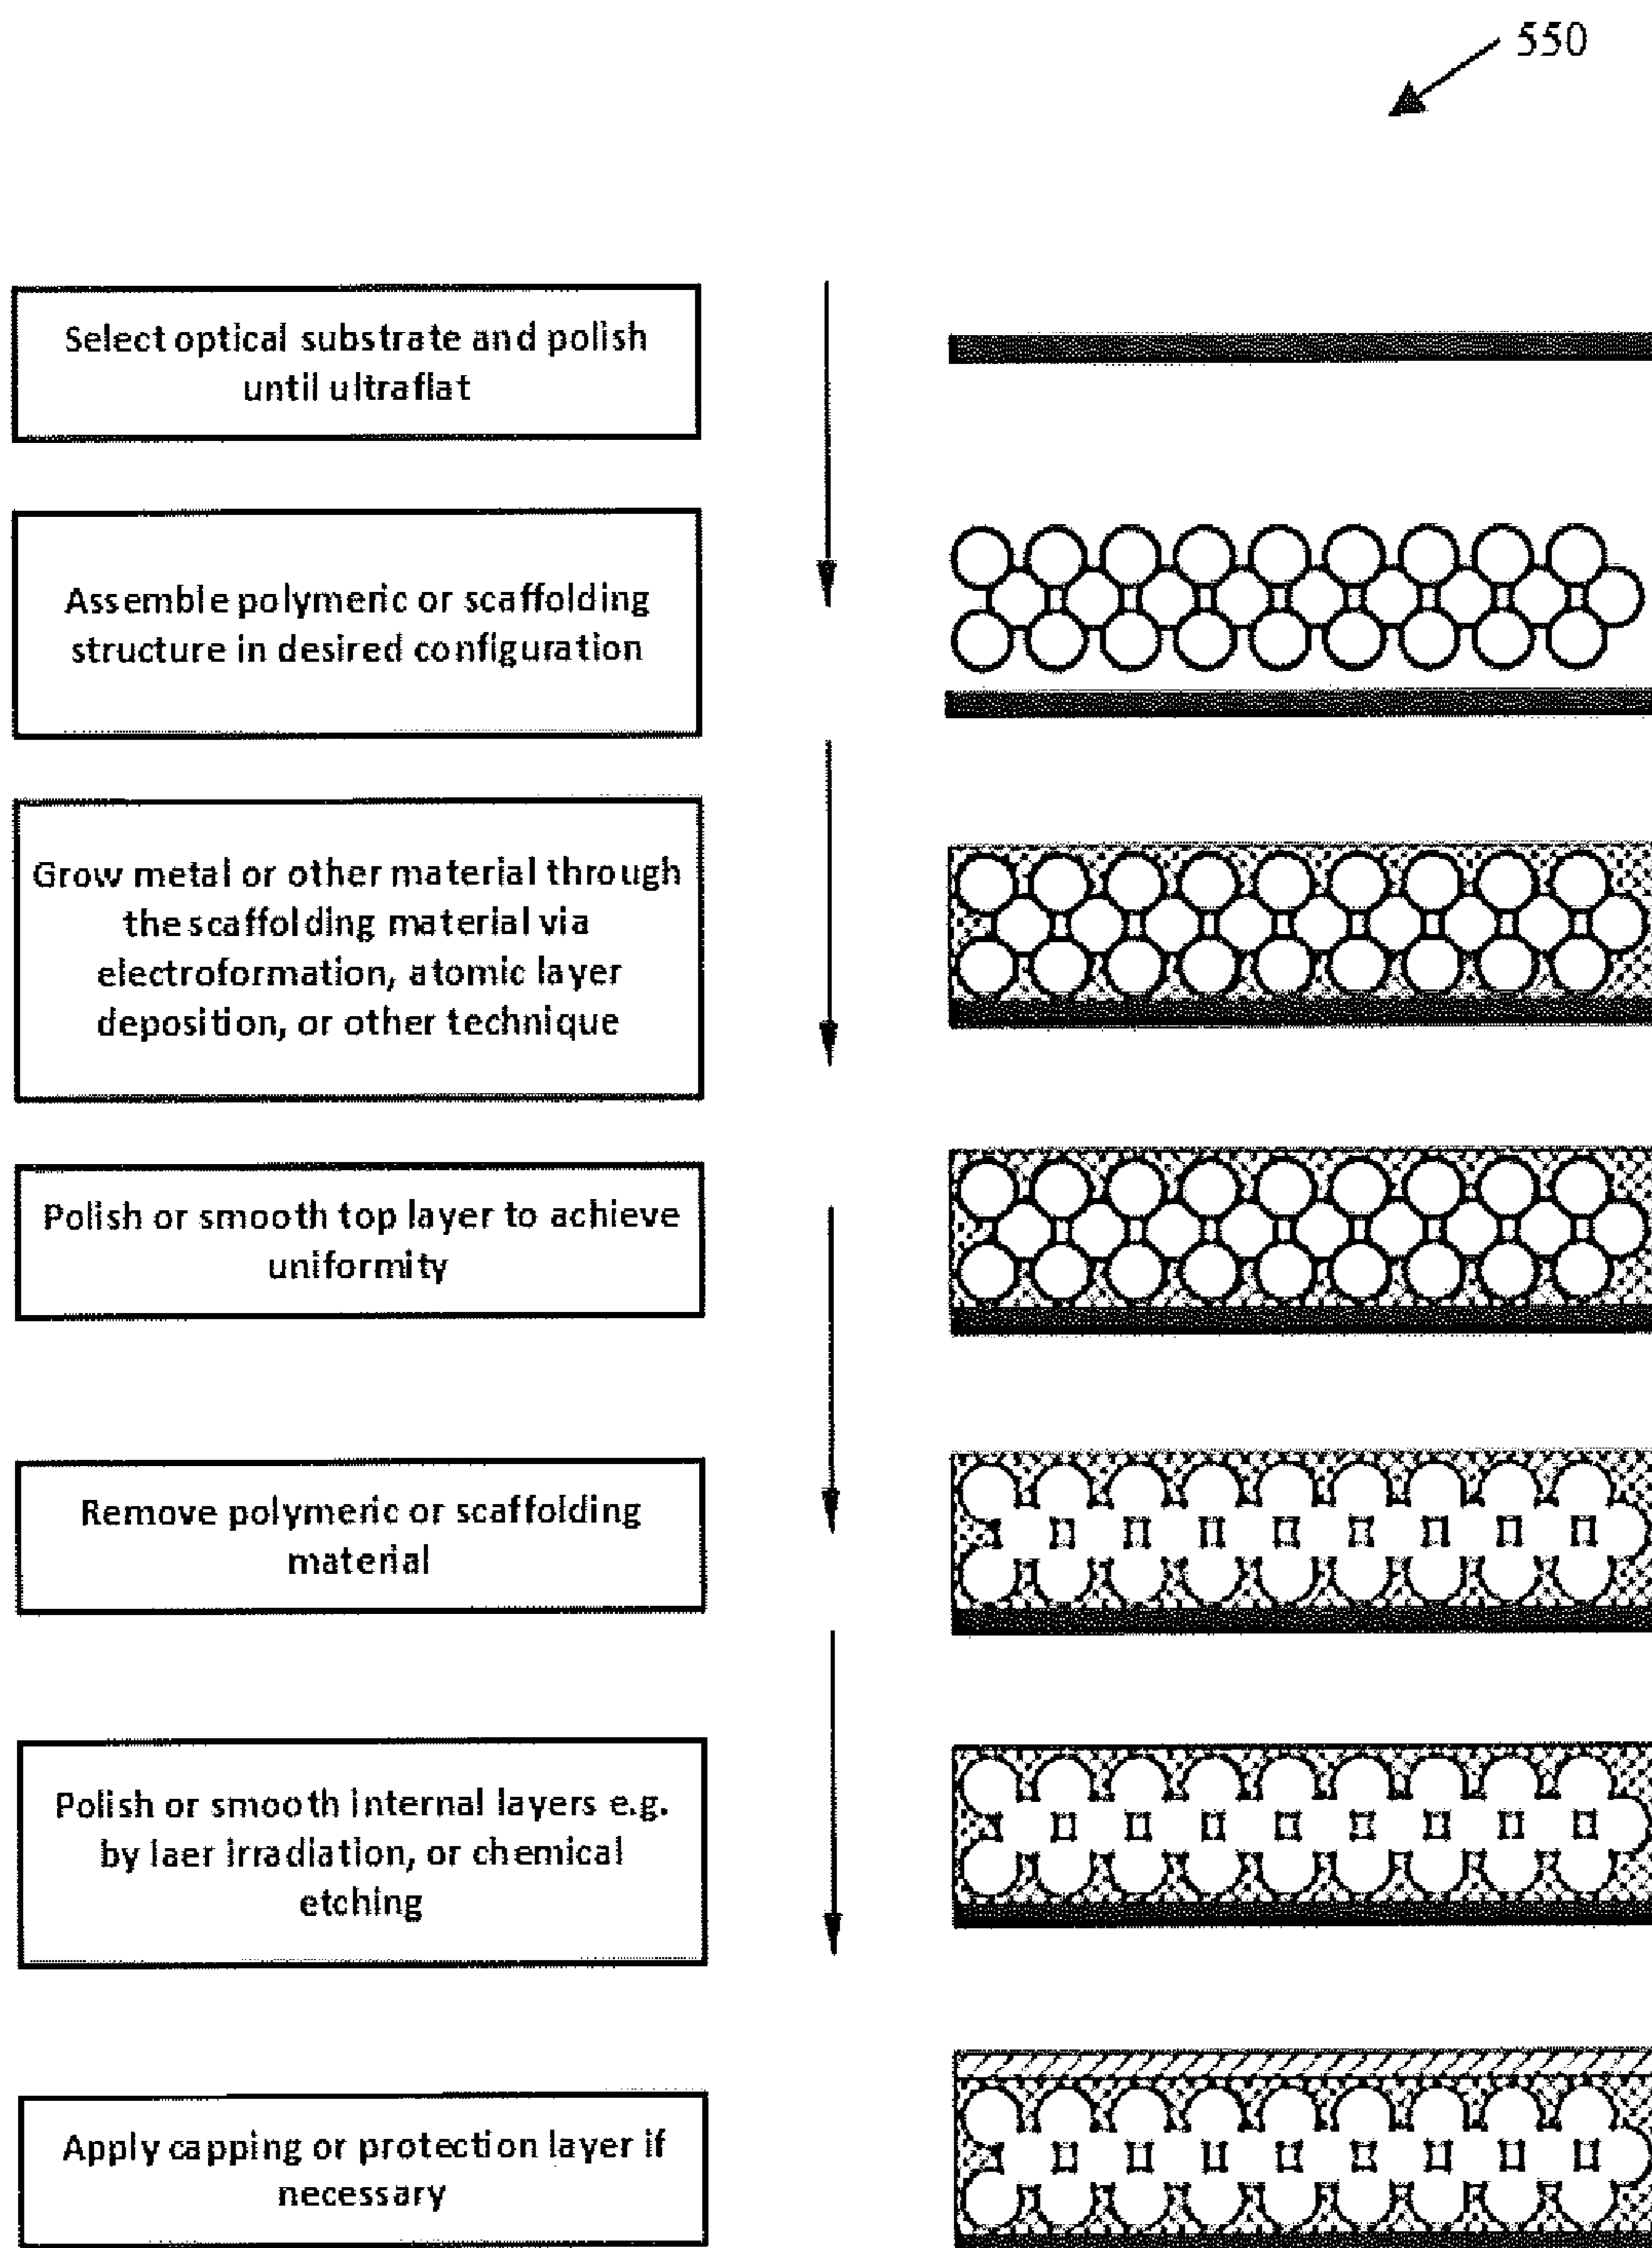 550
Select optical substrate and polish
until ultraflat
Assemble polymeric or scaffolding
structure in desired configuration
Grow metal or other material through
the scaffolding material via
electroformation, atomic layer
deposition, or other technique
Polish or smooth top layer to achieve
uniformity
Remove polymeric or scaffolding
material
Polish or smooth internal layers e.g.
by laer irradiation, or chemical
etching
Apply capping or protection layer if
necessary